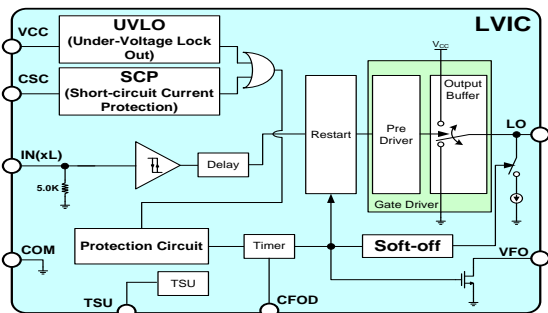 LVIC
VCC
UVLO
(Under-Voltage Lock
Out)
CSC
SCP
(Short-circuit Current
Protection)
VCC
Output
Buffer
LO
Restart
Pre
Driver
Gate Driver
IN(xL)
5.0K
Delay
COM
Protection Circuit
Timer
Soft-off
VFO
TSU
TSU
CFOD